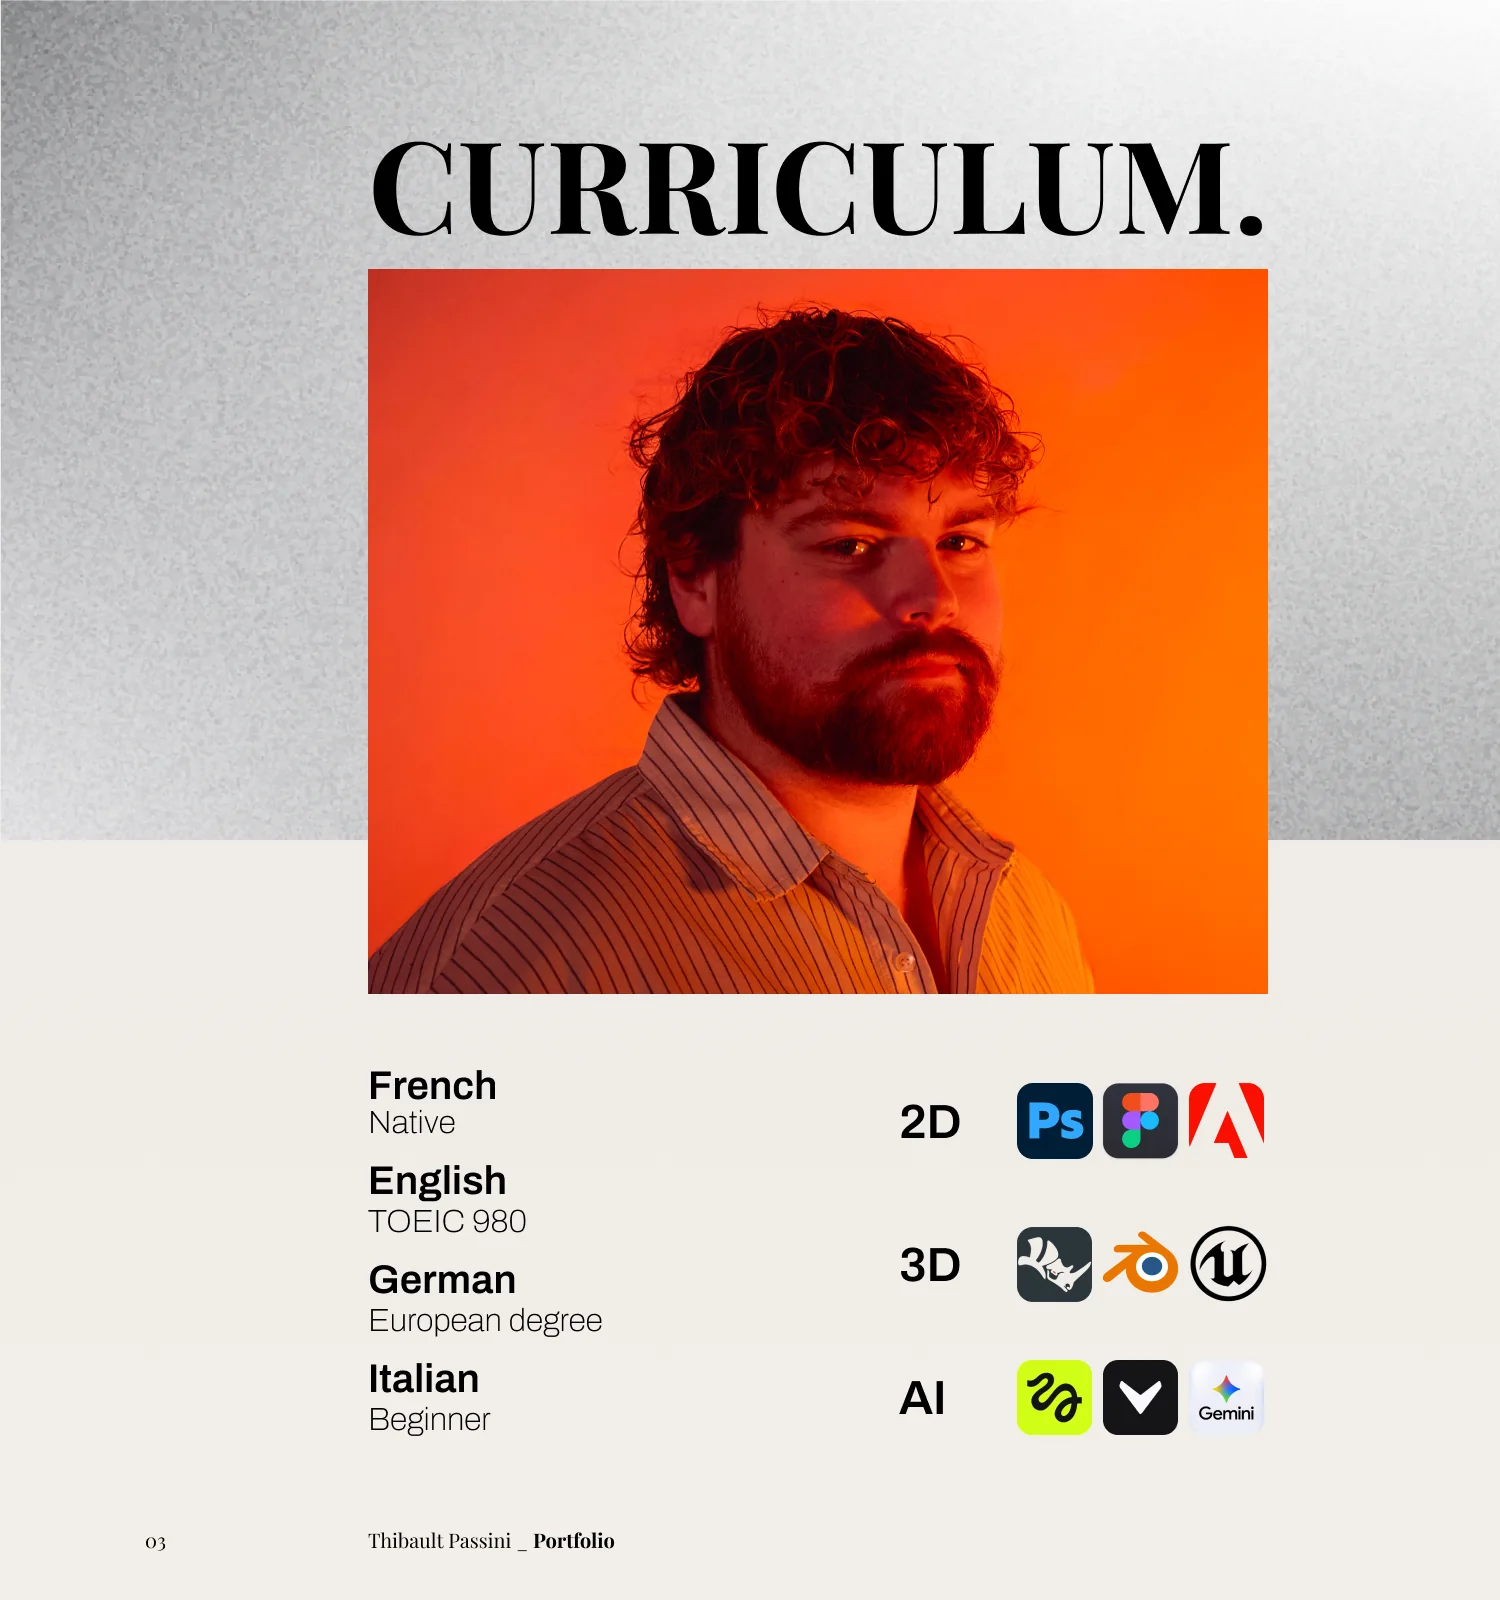 CURRICULUM.
French
Native
English
TOEIC 980
German
European degree
Italian
Beginner
2D
Ps
3D
AI
Gemini
03
Thibault Passini _ Portfolio